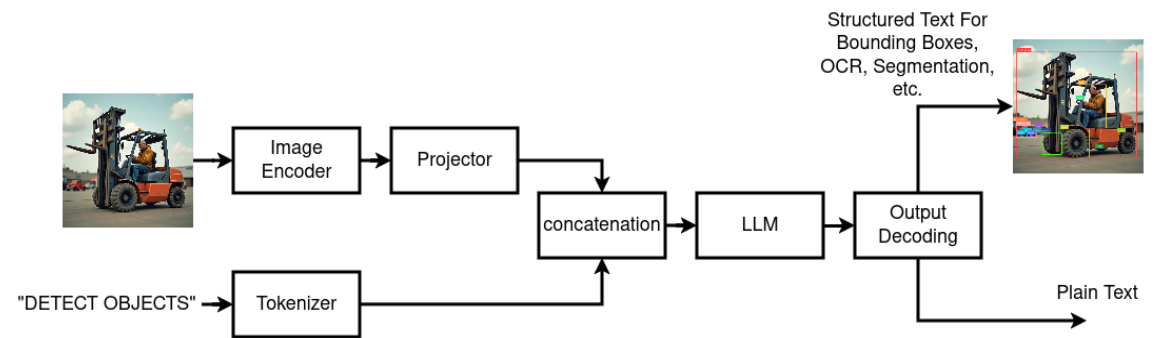 Structured Text For
Bounding Boxes,
OCR, Segmentation,
etc.
Image
Encoder
Projector
concatenation
LLM
Output
Decoding
"DETECT OBJECTS"
Tokenizer
Plain Text